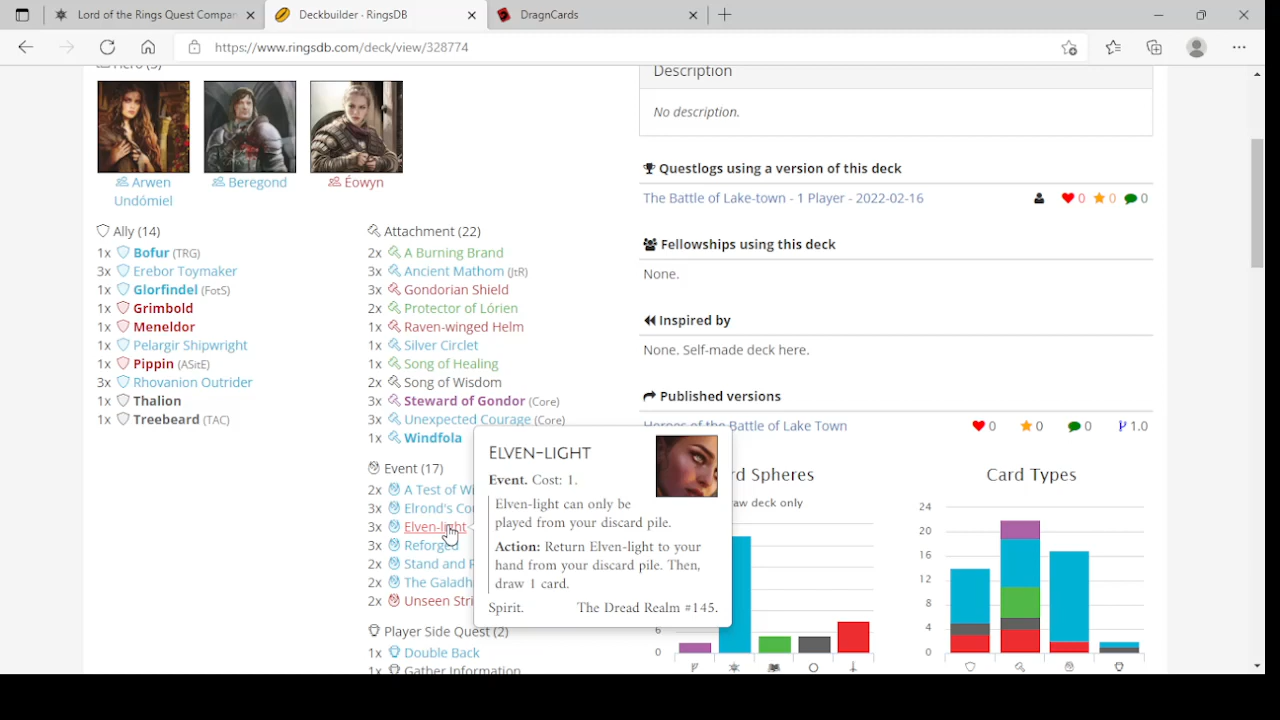 Lord of the Rings Quest Compan
Deckbuilder · RingsDB
DragnCards
https://www.ringsdb.com/deck/view/328774
Arwen Undómiel
Beregond
Éowyn
Ally (14)
1x Bofur (TRG)
3x Erebor Toymaker
1x Glorfindel (FotS)
1x Grimbold
1x Meneldor
1x Pelargir Shipwright
1x Pippin (ASitE)
3x Rhovanion Outrider
1x Thalion
1x Treebeard (TAC)
Attachment (22)
2x A Burning Brand
3x Ancient Mathom (JtR)
3x Gondorian Shield
2x Protector of Lórien
1x Raven-winged Helm
1x Silver Circlet
1x Song of Healing
2x Song of Wisdom
3x Steward of Gondor (Core)
3x Unexpected Courage (Core)
1x Windfola
Event (17)
2x A Test of Wi
3x Elrond's Cou
3x Elven-light
3x Reforged
2x Stand and F
2x The Galadh
2x Unseen Stri
Player Side Quest (2)
1x Double Back
1x Gather Information
ELVEN-LIGHT
Event. Cost: 1.
Elven-light can only be
played from your discard pile.
Action: Return Elven-light to your
hand from your discard pile. Then,
draw 1 card.
Spirit. The Dread Realm #145.
Description
No description.
Questlogs using a version of this deck
The Battle of Lake-town - 1 Player - 2022-02-16 0 0 0
Fellowships using this deck
None.
Inspired by
None. Self-made deck here.
Published versions
Heroes of the Battle of Lake Town 0 0 0 1.0
rd Spheres
raw deck only
6
0
Card Types
24
20
16
12
8
4
0